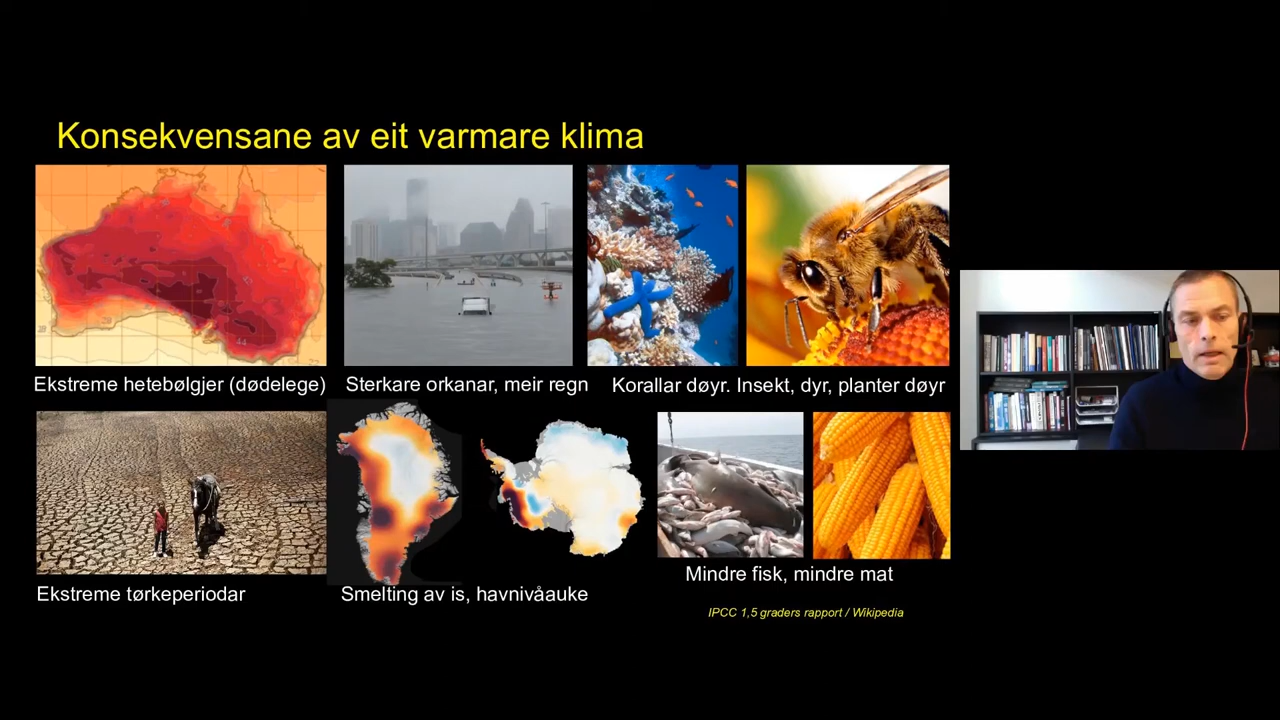 Konsekvensane av eit varmare klima
Ekstreme hetebølgjer (dødelege)
Sterkare orkanar, meir regn
Korallar døyr. Insekt, dyr, planter døyr
Ekstreme tørkeperiodar
Smelting av is, havnivåauke
Mindre fisk, mindre mat
IPCC 1,5 graders rapport / Wikipedia